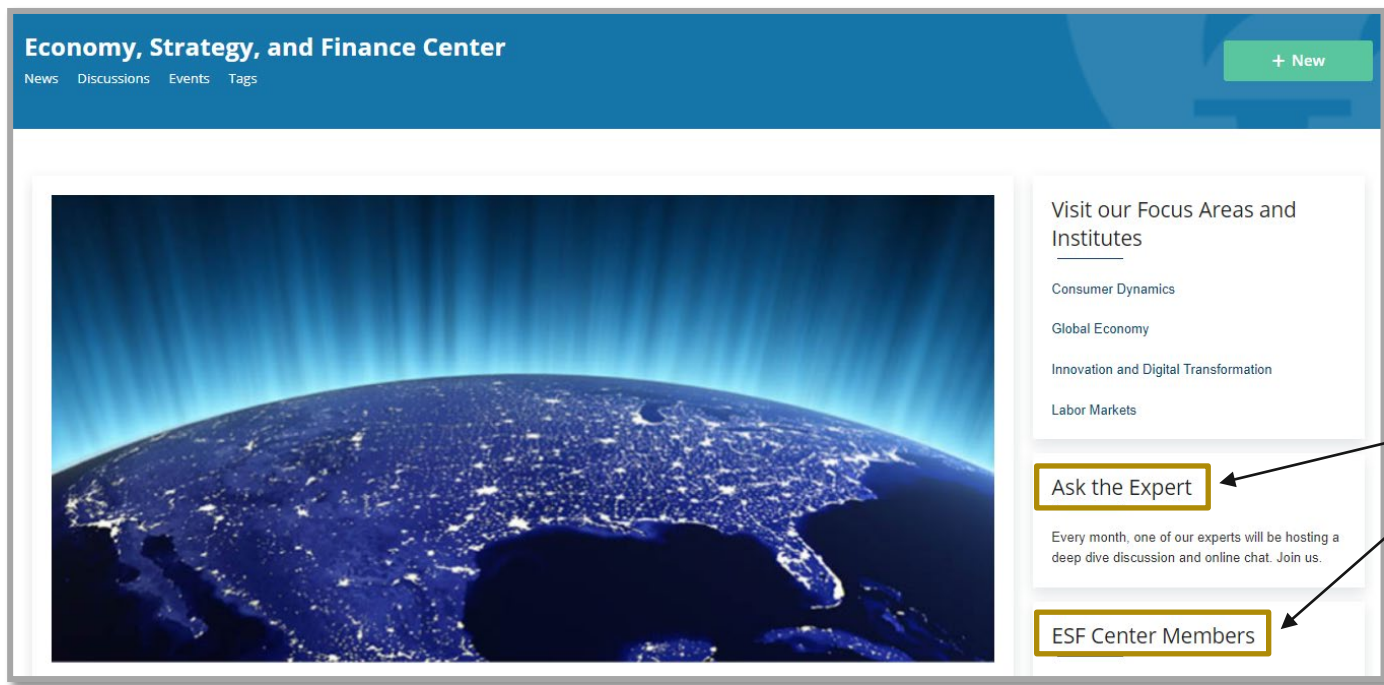 Economy, Strategy, and Finance Center
News Discussions Events Tags
+ New
Visit our Focus Areas and
Institutes
Consumer Dynamics
Global Economy
Innovation and Digital Transformation
Labor Markets
Ask the Expert
Every month, one of our experts will be hosting a
deep dive discussion and online chat. Join us.
ESF Center Members